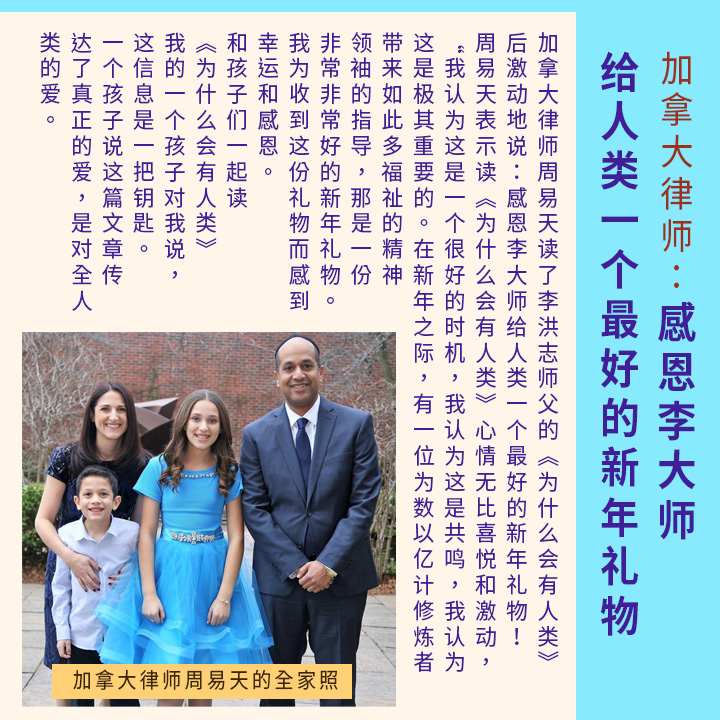 加拿大律师：感恩李大师
给人类一个最好的新年礼物
加拿大律师周易天读了李洪志师父的《为什么会有人类》
后激动地说：感恩李大师给人类一个最好的新年礼物！
周易天表示读《为什么会有人类》心情无比喜悦和激动，
“我认为这是一个很好的时机，我认为这是共鸣，我认为
这是极其重要的。在新年之际，有一位为数以亿计修炼者
带来如此多福祉的精神
领袖的指导，那是一份
非常非常好的新年礼物。
我为收到这份礼物而感到
幸运和感恩。
和孩子们一起读
《为什么会有人类》
我的一个孩子对我说，
这信息是一把钥匙。
一个孩子说这篇文章传
达了真正的爱，是对全人
类的爱。
加拿大律师周易天的全家照